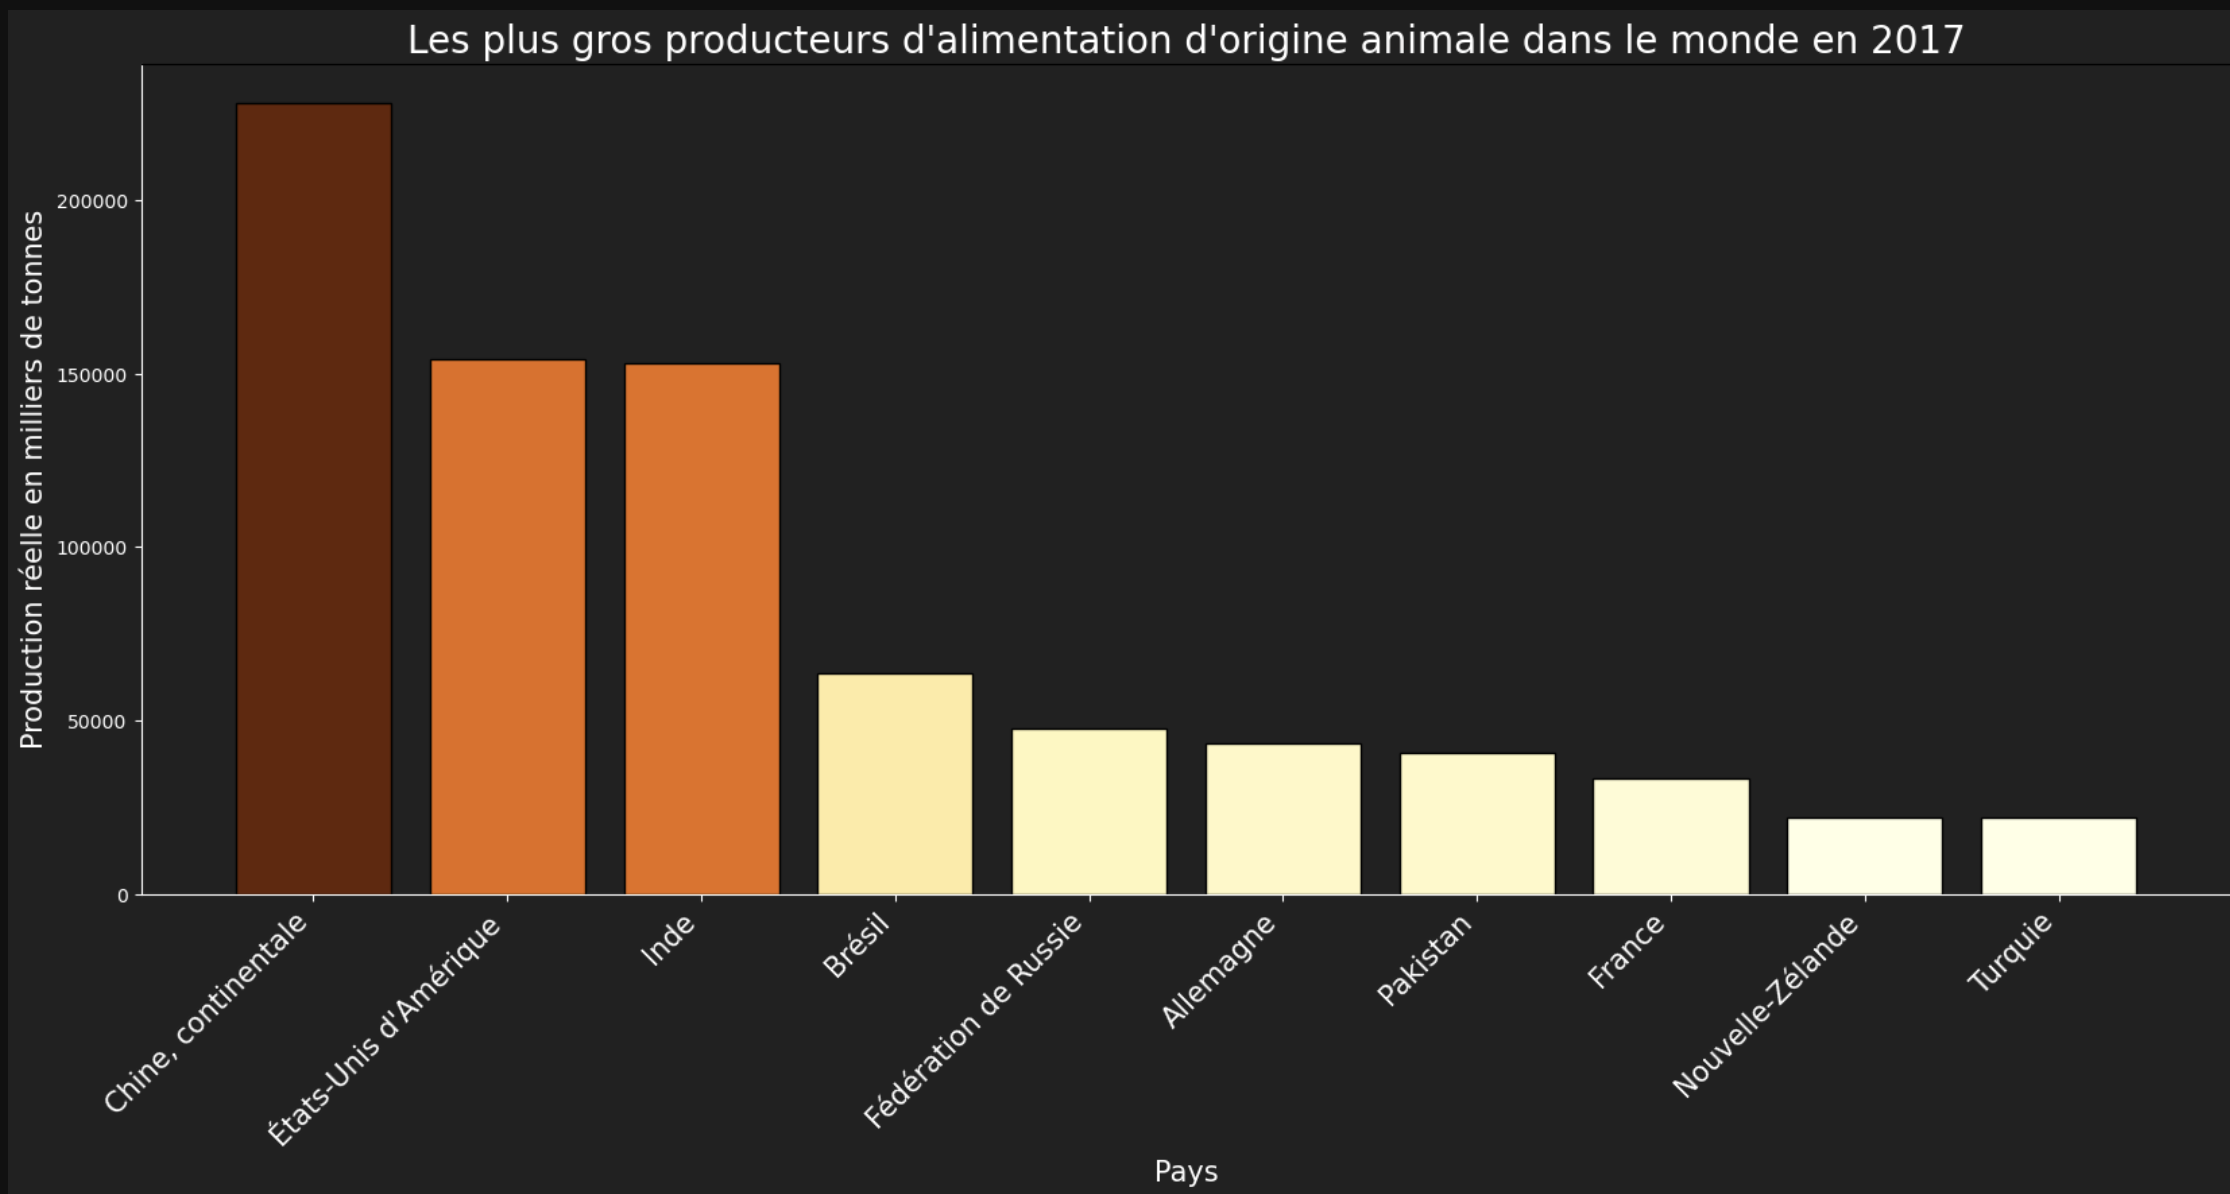 Les plus gros producteurs d'alimentation d'origine animale dans le monde en 2017
Production réelle en milliers de tonnes
200000
150000
100000
50000
0
Chine, continentale
États-Unis d'Amérique
Inde
Brésil
Fédération de Russie
Allemagne
Pakistan
France
Nouvelle-Zélande
Turquie
Pays